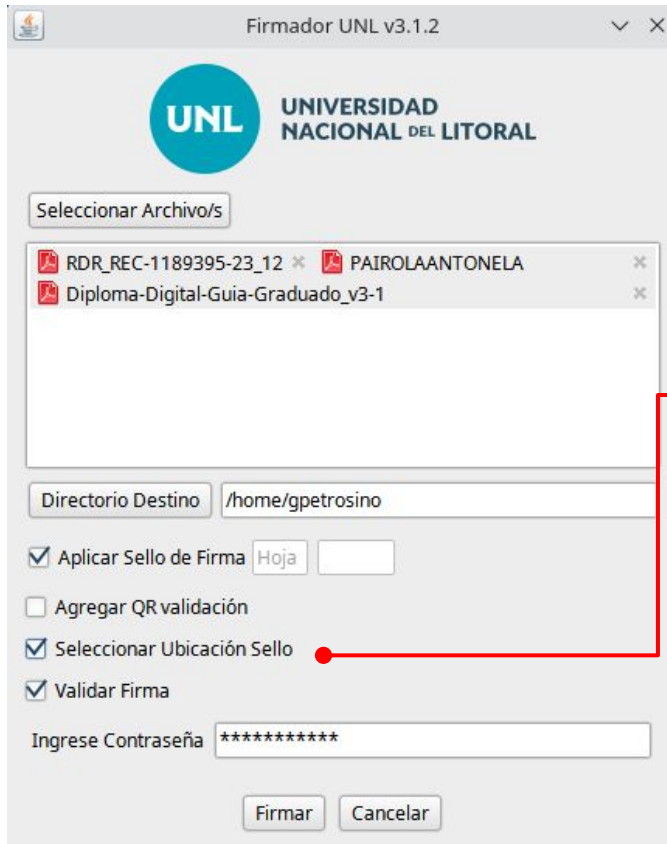 Firmador UNL v3.1.2
UNL
UNIVERSIDAD
NACIONAL DEL LITORAL
Seleccionar Archivo/s
RDR_REC-1189395-23_12 PAIROLAANTONELA
Diploma-Digital-Guia-Graduado_v3-1
Directorio Destino /home/gpetrosino
Aplicar Sello de Firma Hoja
Agregar QR validación
Seleccionar Ubicación Sello
Validar Firma
Ingrese Contraseña ***********
Firmar Cancelar